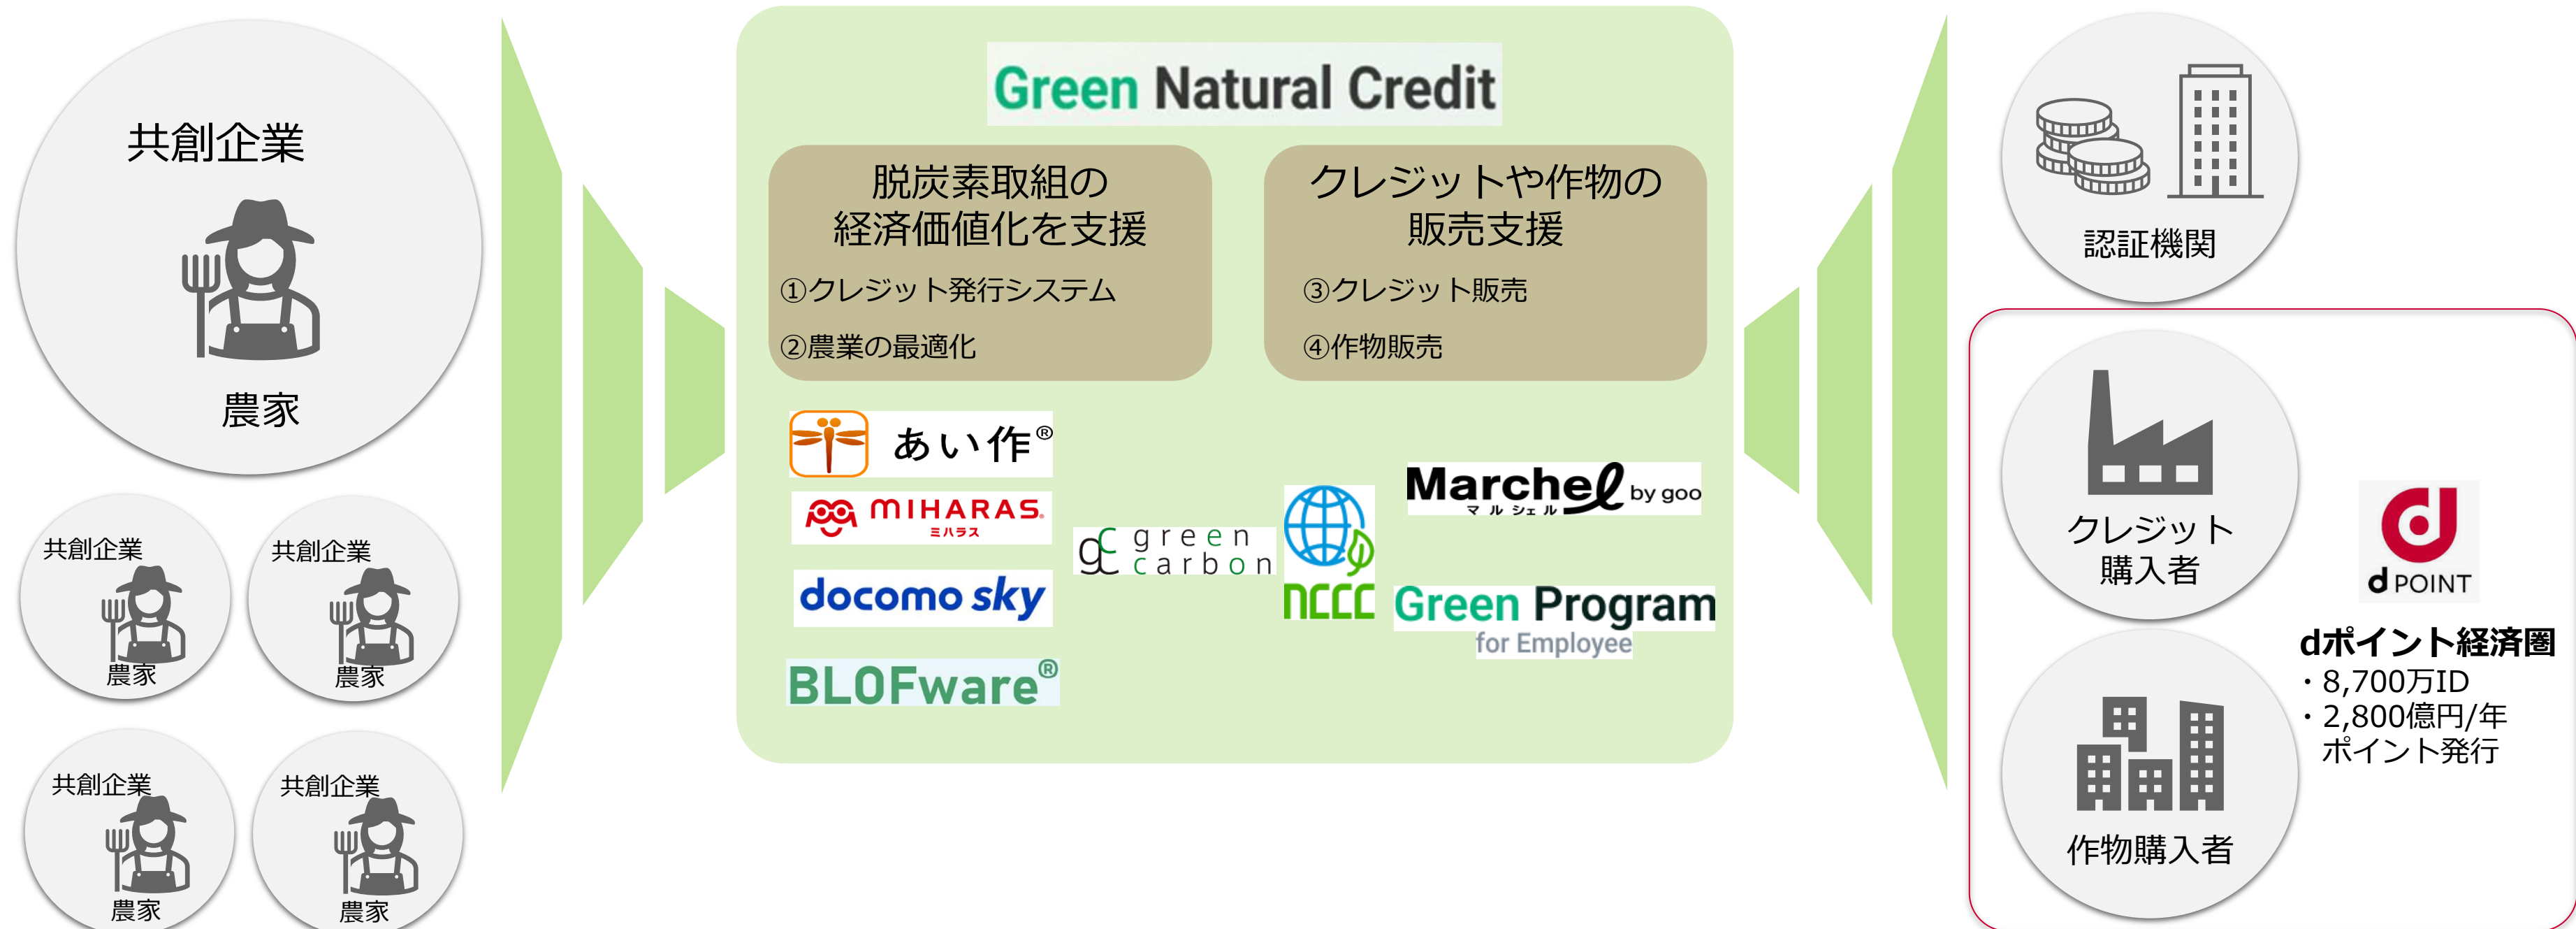 共創企業
農家
共創企業
農家
共創企業
農家
共創企業
農家
共創企業
農家
Green Natural Credit
脱炭素取組の
経済価値化を支援
①クレジット発行システム
②農業の最適化
クレジットや作物の
販売支援
③クレジット販売
④作物販売
あい作®
MIHARAS®
ミハラス
docomo sky
BLOFware®
gc green
carbon
NCCC
Marchel by goo
マルシェル
Green Program
for Employee
認証機関
クレジット
購入者
作物購入者
d POINT
dポイント経済圏
・8,700万ID
・2,800億円/年
ポイント発行